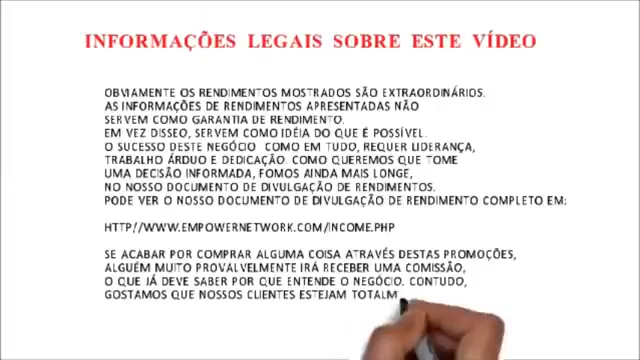 INFORMAÇÕES LEGAIS SOBRE ESTE VÍDEO
OBVIAMENTE OS RENDIMENTOS MOSTRADOS SÃO EXTRAORDINÁRIOS.
AS INFORMAÇÕES DE RENDIMENTOS APRESENTADAS NÃO
SERVEM COMO GARANTIA DE RENDIMENTO.
EM VEZ DISSEO, SERVEM COMO IDÉIA DO QUE É POSSÍVEL.
O SUCESSO DESTE NEGÓCIO COMO EM TUDO, REQUER LIDERANÇA,
TRABALHO ÁRDUO E DEDICAÇÃO. COMO QUEREMOS QUE TOME
UMA DECISÃO INFORMADA, FOMOS AINDA MAIS LONGE,
NO NOSSO DOCUMENTO DE DIVULGAÇÃO DE RENDIMENTOS.
PODE VER O NOSSO DOCUMENTO DE DIVULGAÇÃO DE RENDIMENTO COMPLETO EM:
HTTP//WWW.EMPOWERNETWORK.COM/INCOME.PHP
SE ACABAR POR COMPRAR ALGUMA COISA ATRAVÉS DESTAS PROMOÇÕES,
ALGUÉM MUITO PROVALVELMENTE IRÁ RECEBER UMA COMISSÃO,
O QUE JÁ DEVE SABER POR QUE ENTENDE O NEGÓCIO. CONTUDO,
GOSTAMOS QUE NOSSOS CLIENTES ESTEJAM TOTALM